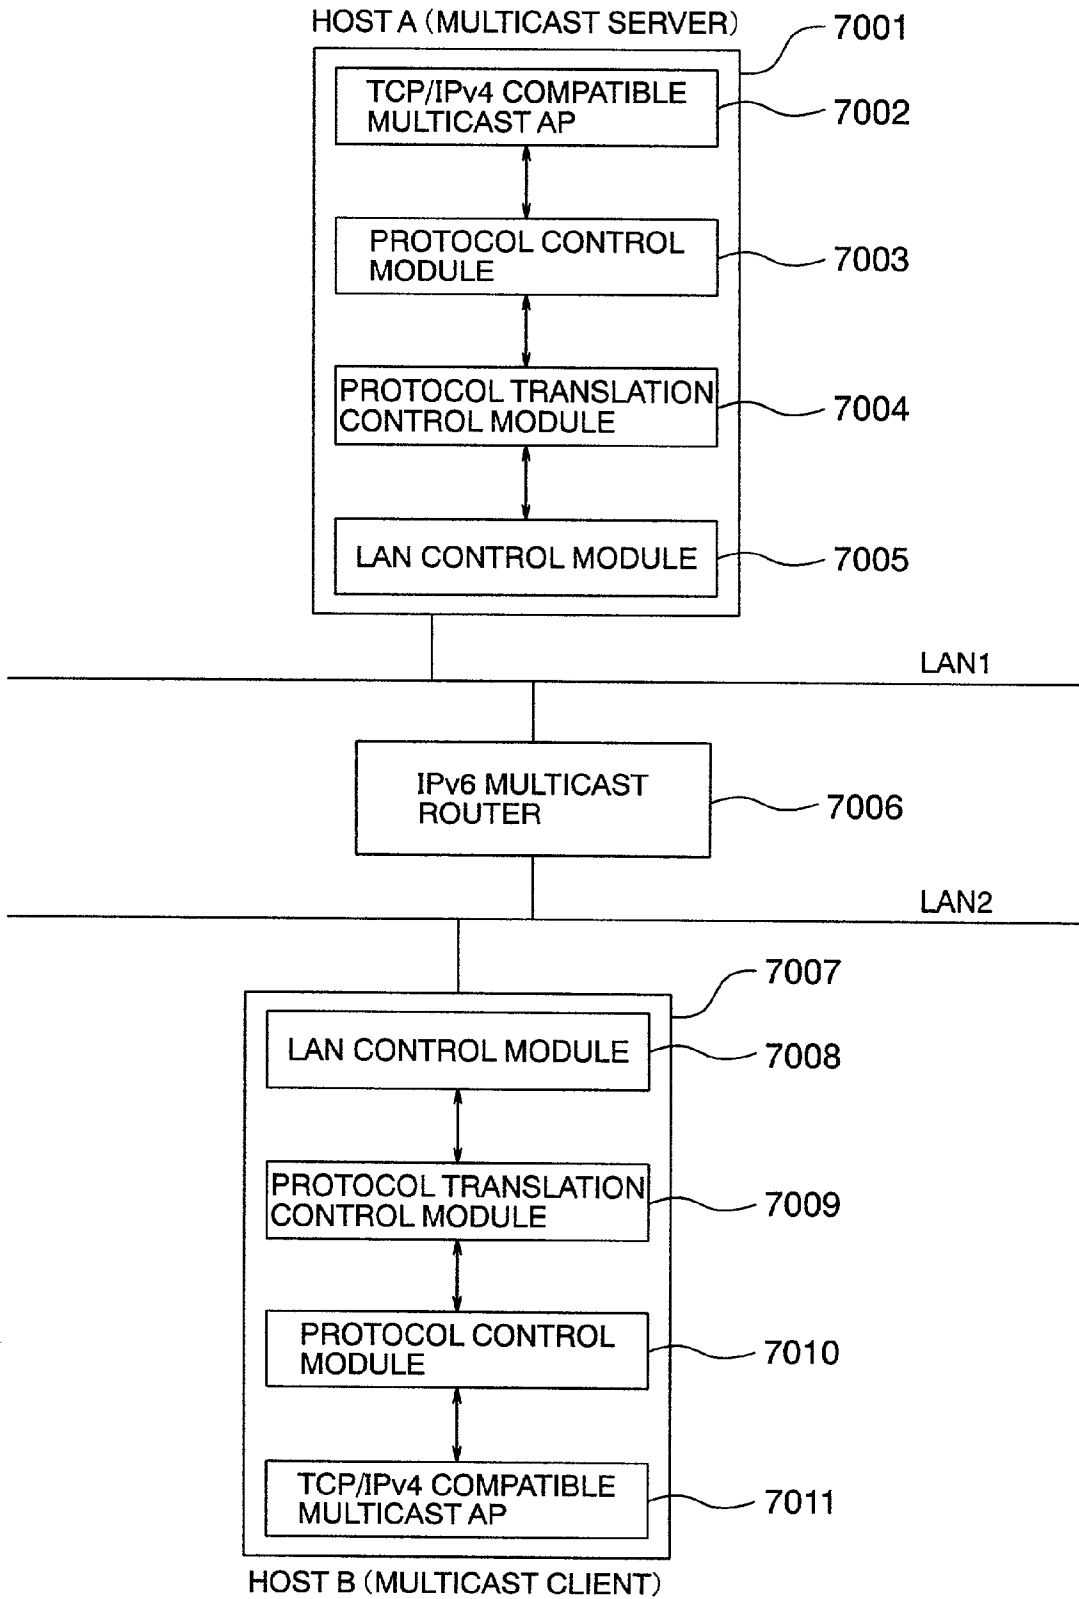 HOST A (MULTICAST SERVER)
7001
TCP/IPv4 COMPATIBLE
MULTICAST AP
7002
PROTOCOL CONTROL
MODULE
7003
PROTOCOL TRANSLATION
CONTROL MODULE
7004
LAN CONTROL MODULE
7005
LAN1
IPv6 MULTICAST
ROUTER
7006
LAN2
7007
LAN CONTROL MODULE
7008
PROTOCOL TRANSLATION
CONTROL MODULE
7009
PROTOCOL CONTROL
MODULE
7010
TCP/IPv4 COMPATIBLE
MULTICAST AP
7011
HOST B (MULTICAST CLIENT)